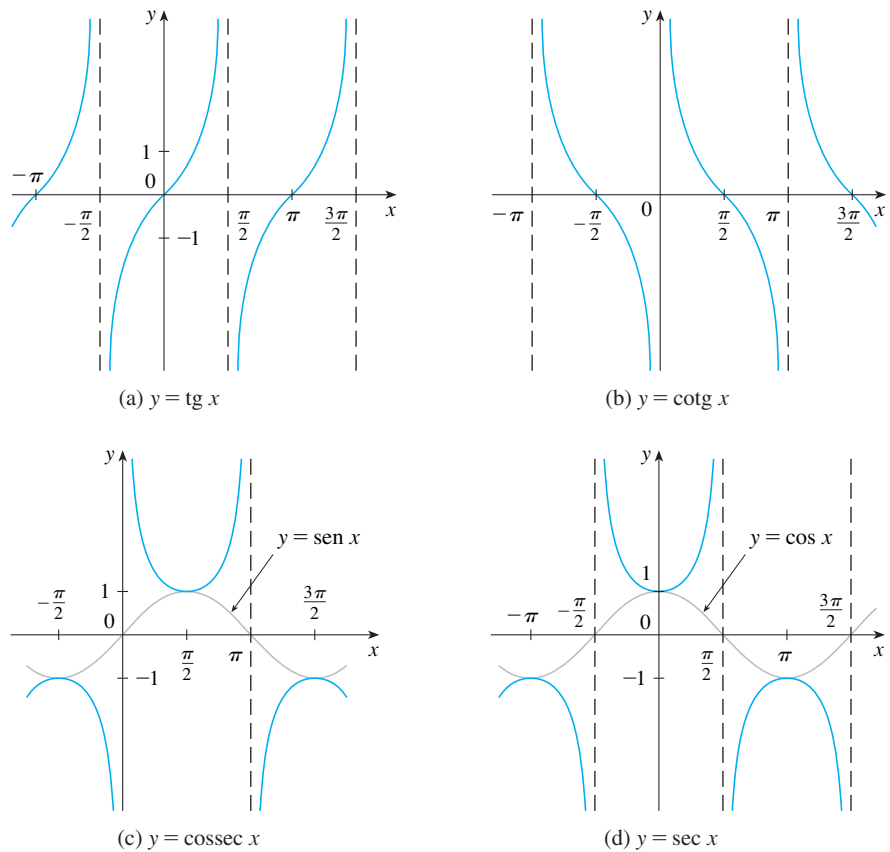 y
1
−π
0
−π/2
π/2
π
3π/2
x
−1
(a) y = tg x
y
−π
−π/2
0
π/2
π
3π/2
x
(b) y = cotg x
y
y = sen x
−π/2
1
0
3π/2
π/2
π
x
−1
(c) y = cossec x
y
y = cos x
1
−π
−π/2
3π/2
0
π/2
π
x
−1
(d) y = sec x